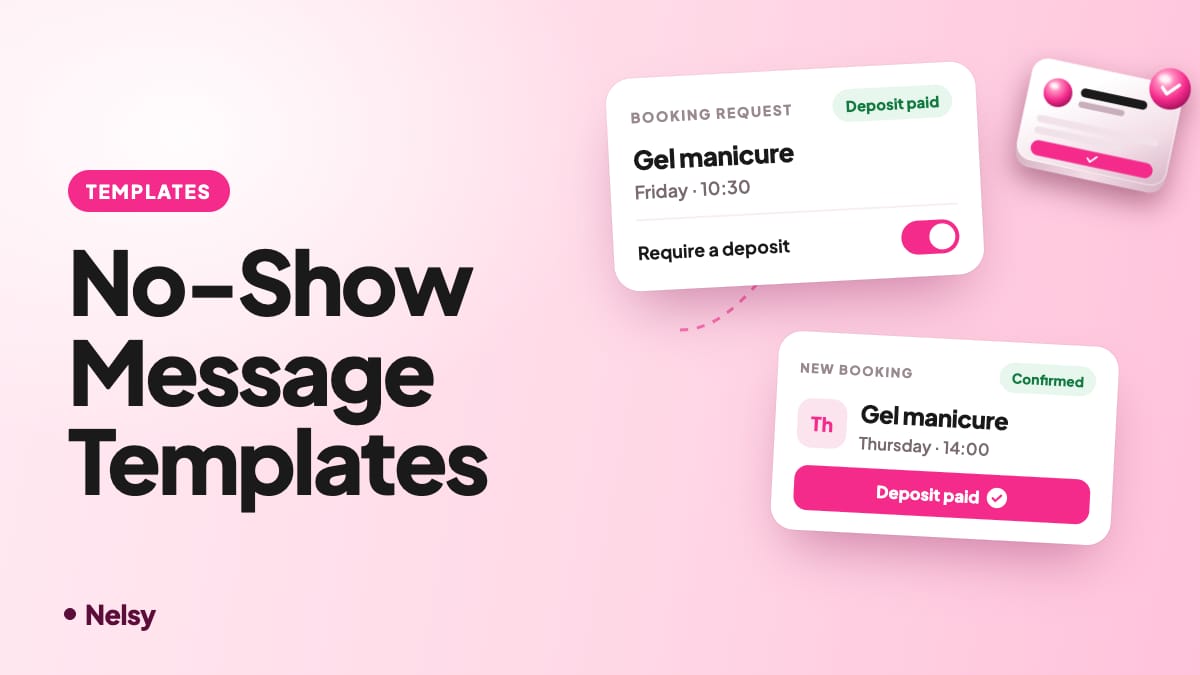 TEMPLATES
No-Show
Message
Templates
Nelsy
BOOKING REQUEST
Deposit paid
Gel manicure
Friday · 10:30
Require a deposit
NEW BOOKING
Confirmed
Th
Gel manicure
Thursday · 14:00
Deposit paid